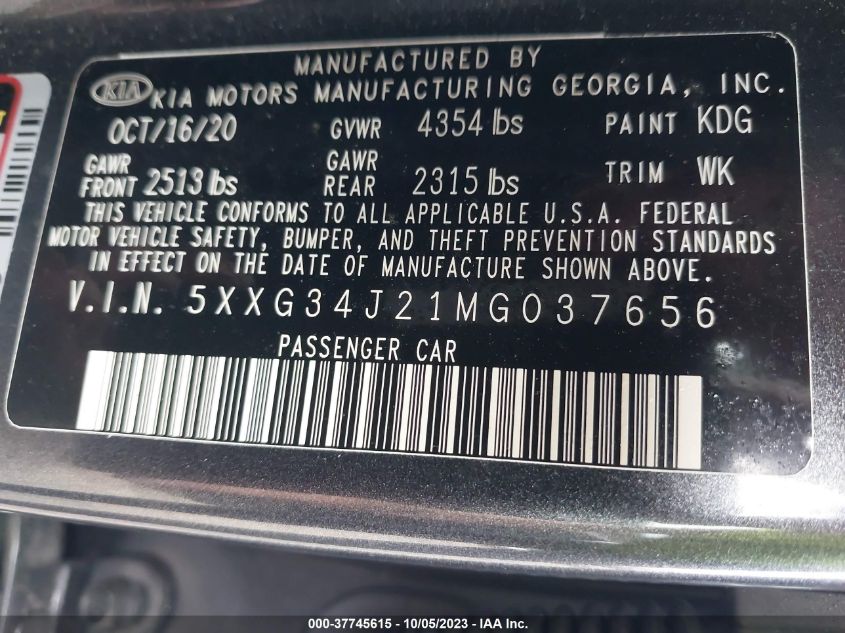 MANUFACTURED BY
KIA KIA MOTORS MANUFACTURING GEORGIA, INC.
OCT/16/20 GVWR 4354 lbs PAINT KDG
GAWR FRONT 2513 lbs GAWR REAR 2315 lbs TRIM WK
THIS VEHICLE CONFORMS TO ALL APPLICABLE U.S.A. FEDERAL
MOTOR VEHICLE SAFETY, BUMPER, AND THEFT PREVENTION STANDARDS
IN EFFECT ON THE DATE OF MANUFACTURE SHOWN ABOVE.
V.I.N. 5XXG34J21MG037656
PASSENGER CAR
000-37745615 - 10/05/2023 - IAA Inc.